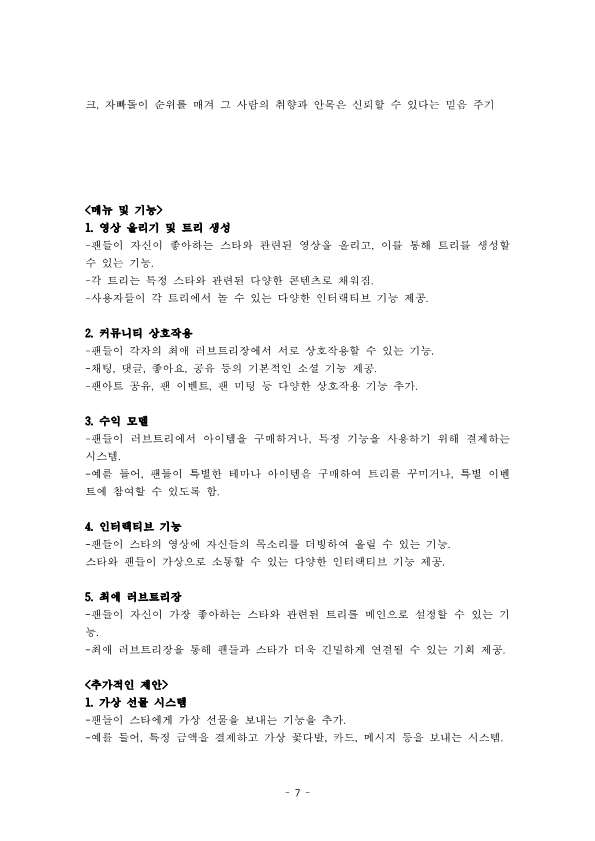 크, 자빠돌이 순위를 매겨 그 사람의 취향과 안목은 신뢰할 수 있다는 믿음 주기
<메뉴 및 기능>
1. 영상 올리기 및 트리 생성
-팬들이 자신이 좋아하는 스타와 관련된 영상을 올리고, 이를 통해 트리를 생성할
수 있는 기능.
-각 트리는 특정 스타와 관련된 다양한 콘텐츠로 채워짐.
-사용자들이 각 트리에서 놀 수 있는 다양한 인터랙티브 기능 제공.
2. 커뮤니티 상호작용
-팬들이 각자의 최애 러브트리장에서 서로 상호작용할 수 있는 기능.
-채팅, 댓글, 좋아요, 공유 등의 기본적인 소셜 기능 제공.
-팬아트 공유, 팬 이벤트, 팬 미팅 등 다양한 상호작용 기능 추가.
3. 수익 모델
-팬들이 러브트리에서 아이템을 구매하거나, 특정 기능을 사용하기 위해 결제하는
시스템.
-예를 들어, 팬들이 특별한 테마나 아이템을 구매하여 트리를 꾸미거나, 특별 이벤
트에 참여할 수 있도록 함.
4. 인터랙티브 기능
-팬들이 스타의 영상에 자신들의 목소리를 더빙하여 올릴 수 있는 기능.
스타와 팬들이 가상으로 소통할 수 있는 다양한 인터랙티브 기능 제공.
5. 최애 러브트리장
-팬들이 자신이 가장 좋아하는 스타와 관련된 트리를 메인으로 설정할 수 있는 기
능.
-최애 러브트리장을 통해 팬들과 스타가 더욱 긴밀하게 연결될 수 있는 기회 제공.
<추가적인 제안>
1. 가상 선물 시스템
-팬들이 스타에게 가상 선물을 보내는 기능을 추가.
-예를 들어, 특정 금액을 결제하고 가상 꽃다발, 카드, 메시지 등을 보내는 시스템.
- 7 -